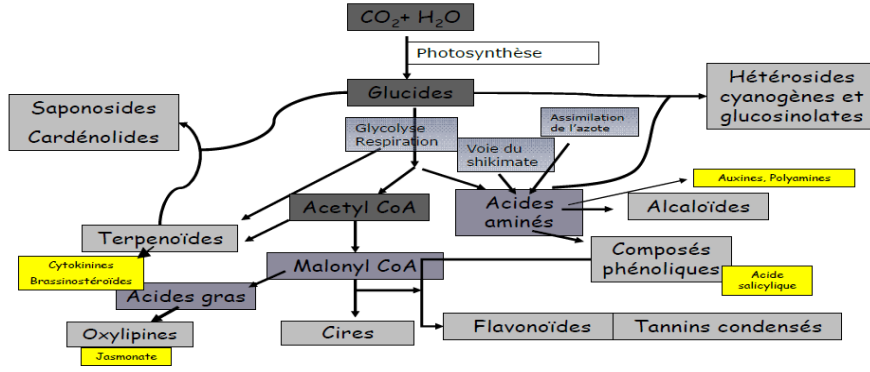 CO2+ H2O
Photosynthèse
Glucides
Hétérosides
cyanogènes et
glucosinolates
Saponosides
Cardénolides
Glycolyse
Respiration
Assimilation
de l'azote
Voie du
shikimate
Auxines, Polyamines
Acetyl CoA
Acides
aminés
Alcaloïdes
Terpenoïdes
Composés
phénoliques
Cytokinines
Brassinostéroïdes
Malonyl CoA
Acide
salicylique
Acides gras
Oxylipines
Cires
Flavonoïdes
Tannins condensés
Jasmonate